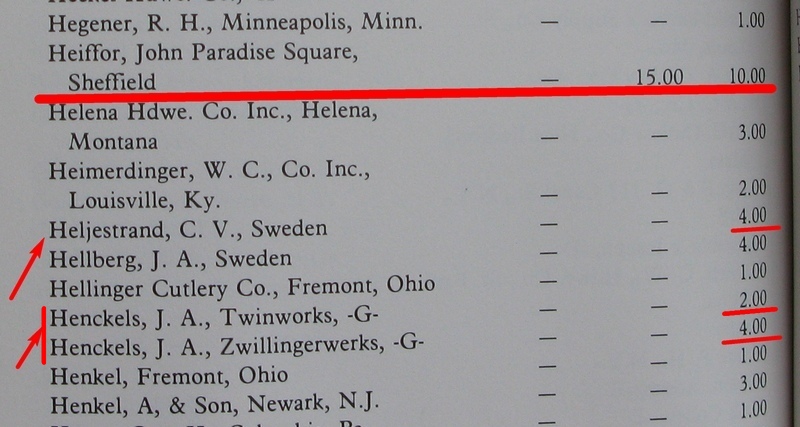 Hegener, R. H., Minneapolis, Minn. — — 1.00
Heiffor, John Paradise Square,
Sheffield — 15.00 10.00
Helena Hdwe. Co. Inc., Helena,
Montana — — 3.00
Heimerdinger, W. C., Co. Inc.,
Louisville, Ky. — — 2.00
Heljestrand, C. V., Sweden — — 4.00
Hellberg, J. A., Sweden — — 4.00
Hellinger Cutlery Co., Fremont, Ohio — — 1.00
Henckels, J. A., Twinworks, -G- — — 2.00
Henckels, J. A., Zwillingerwerks, -G- — — 4.00
Henkel, Fremont, Ohio — — 1.00
Henkel, A, & Son, Newark, N.J. — — 3.00
— — 1.00